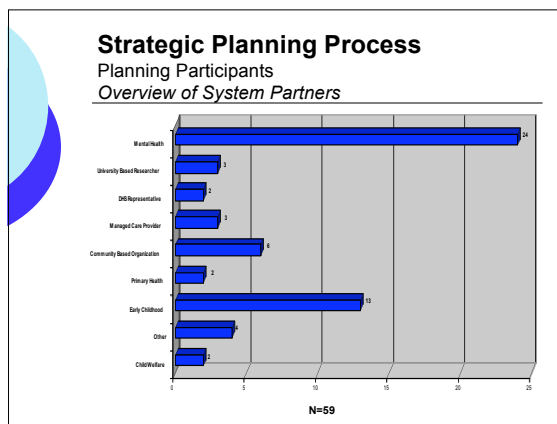 Strategic Planning Process
Planning Participants
Overview of System Partners
Mental Health
24
University Based Researcher
3
DHS Representative
2
Managed Care Provider
3
Community Based Organization
6
Primary Health
2
Early Childhood
13
Other
4
Child Welfare
2
0
5
10
15
20
25
N=59